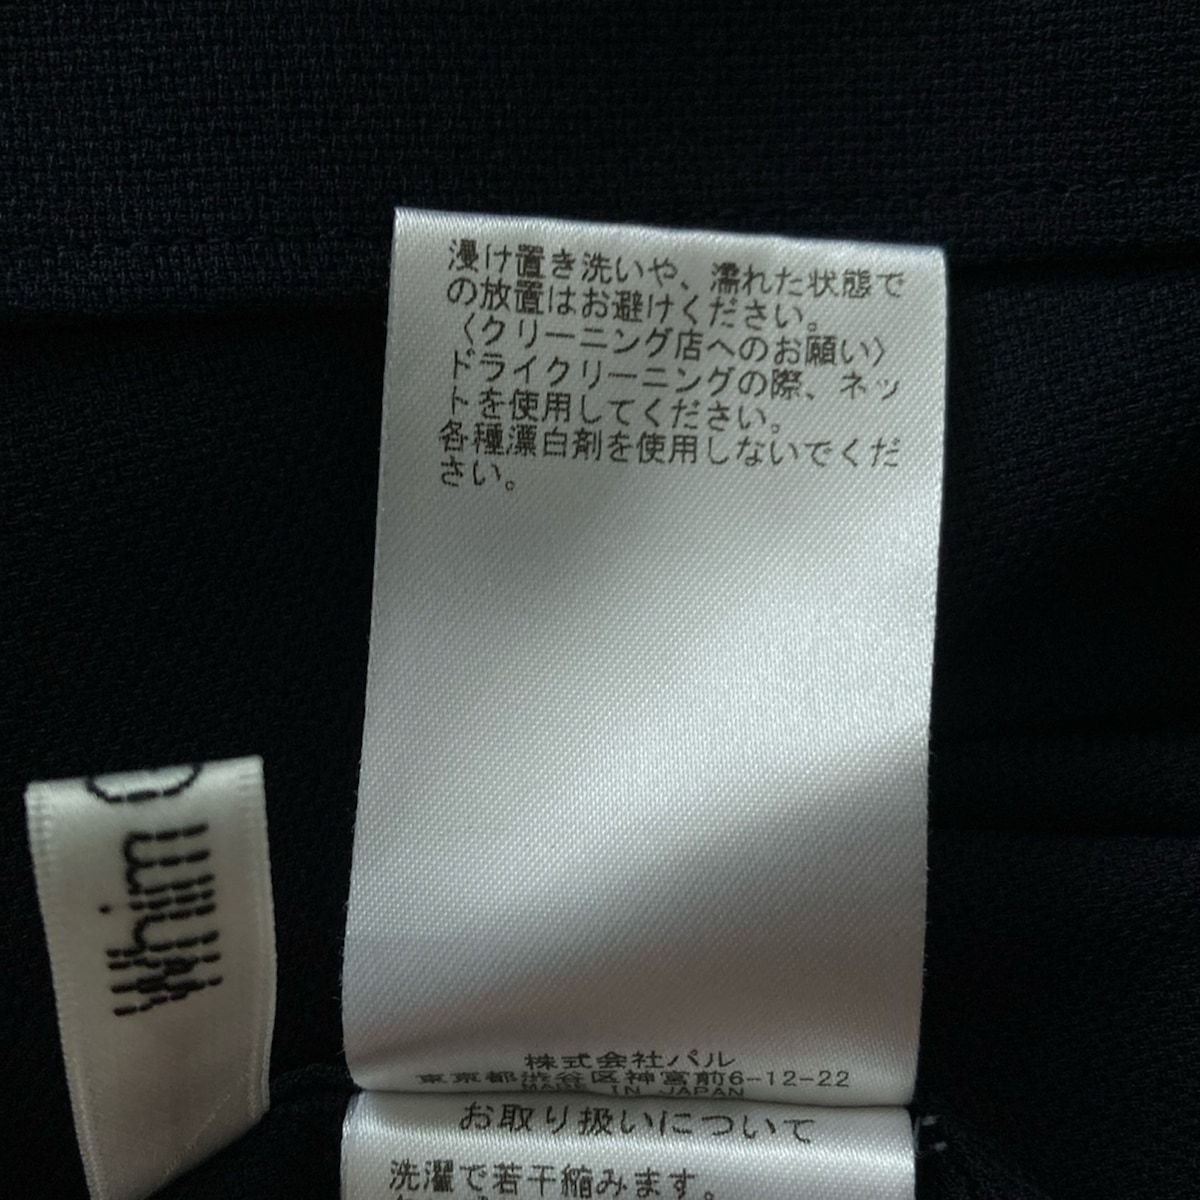 浸け置き洗いや、濡れた状態で
の放置はお避けください。
〈クリーニング店へのお願い〉
ドライクリーニングの際、ネッ
トを使用してください。
各種漂白剤を使用しないでくだ
さい。
株式会社パル
東京都渋谷区神宮前6-12-22
MADE IN JAPAN
お取り扱いについて
洗濯で若干縮みます。
Whim